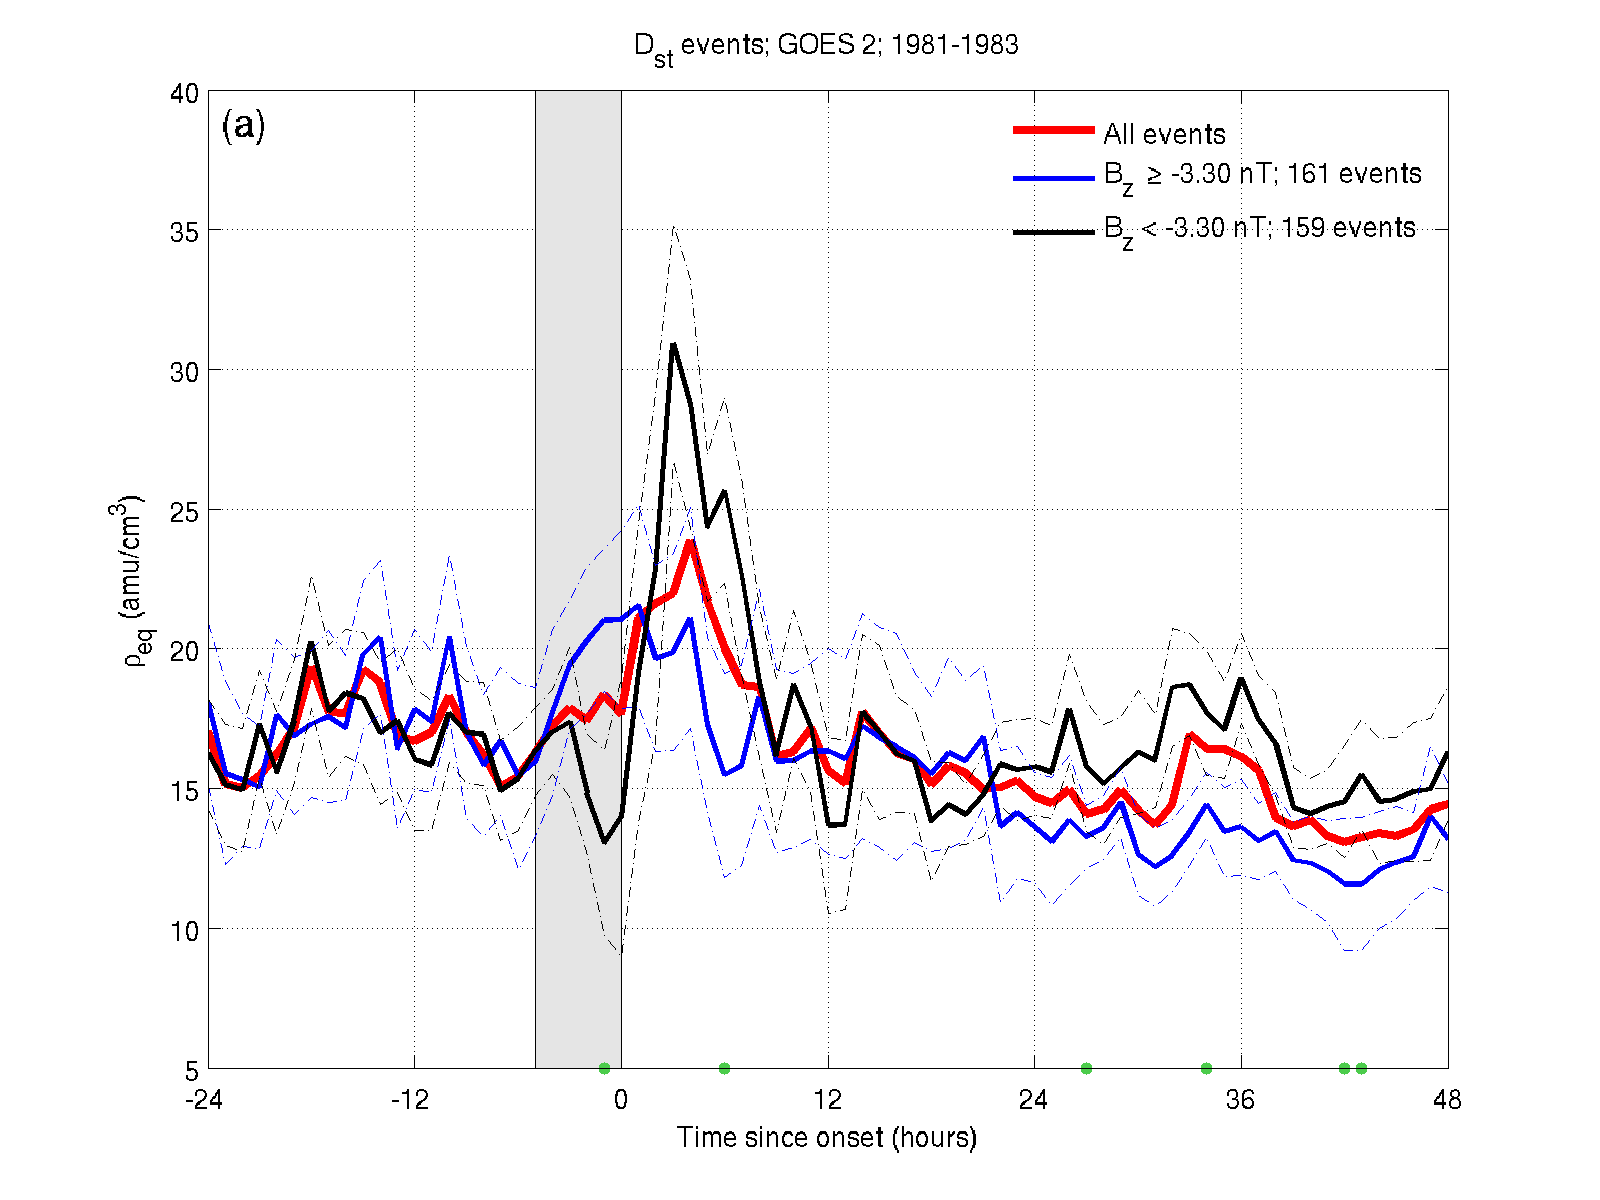 D_st events; GOES 2; 1981-1983
(a)
All events
B_z ≥ -3.30 nT; 161 events
B_z < -3.30 nT; 159 events
40
35
30
25
20
15
10
5
ρ_eq (amu/cm³)
-24 -12 0 12 24 36 48
Time since onset (hours)